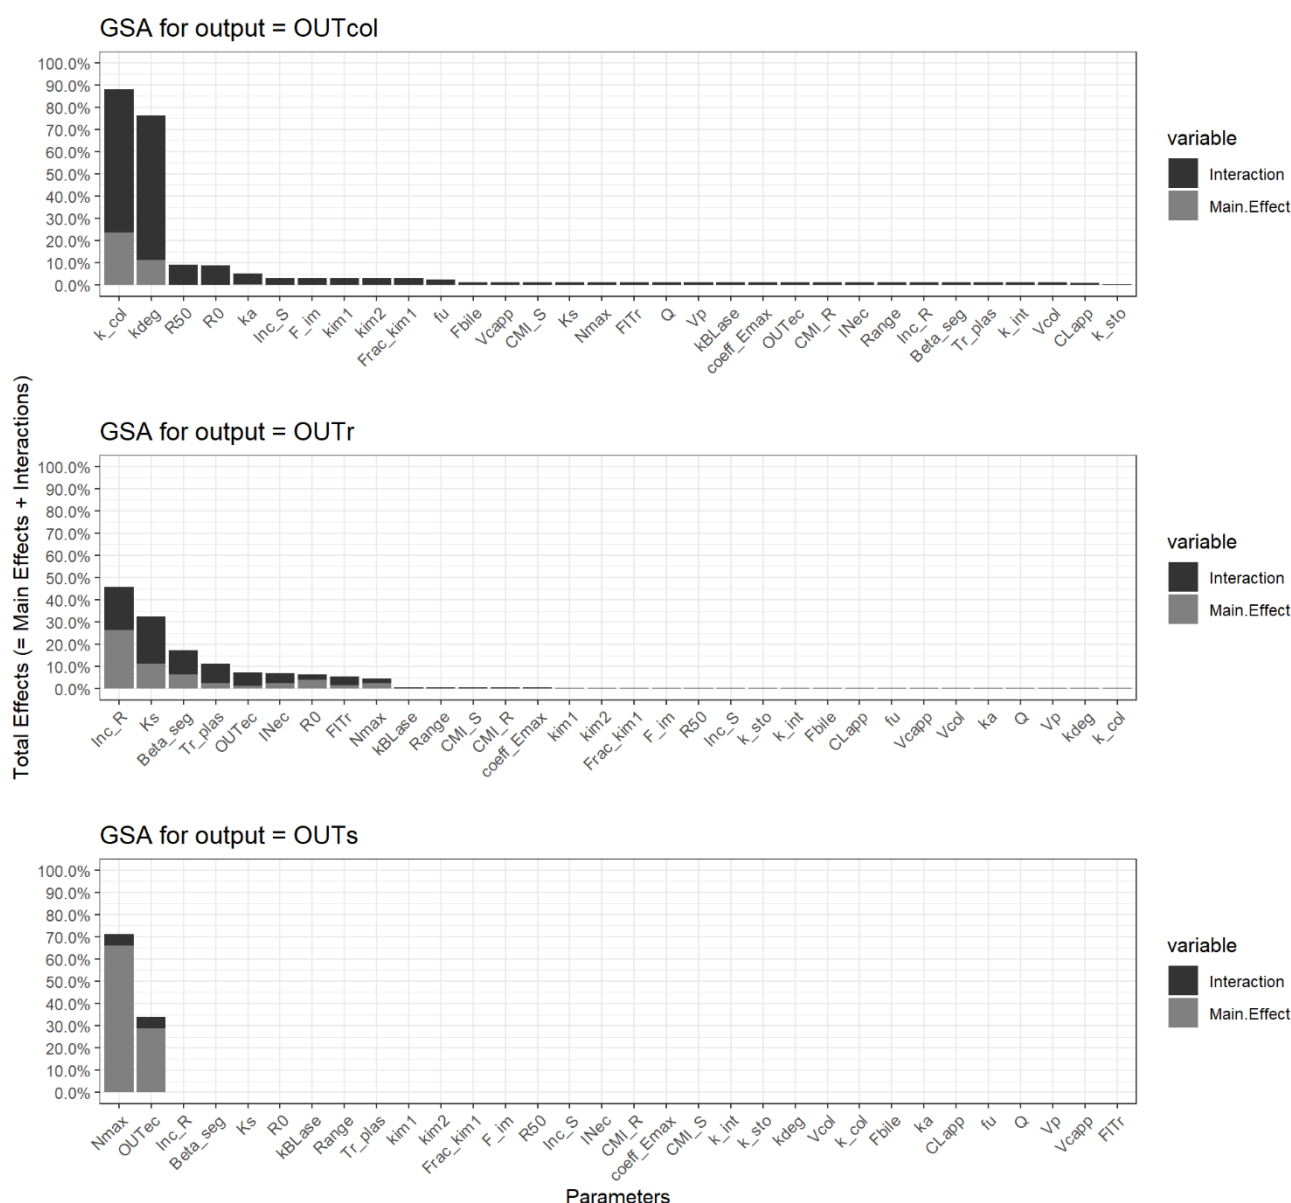 GSA for output = OUTcol
100.0%
90.0%
80.0%
70.0%
60.0%
50.0%
40.0%
30.0%
20.0%
10.0%
0.0%
k_col kdeg R50 R0 ka Inc_S F_im kim1 kim2 Frac_kim1 fu Fbile Vcapp CMI_S Ks Nmax FITr Q Vp kBLase coeff_Emax OUTec CMI_R INec Range Inc_R Beta_seg Tr_plas k_int Vcol CLapp k_sto
variable
Interaction
Main.Effect
Total Effects (= Main Effects + Interactions)
GSA for output = OUTr
100.0%
90.0%
80.0%
70.0%
60.0%
50.0%
40.0%
30.0%
20.0%
10.0%
0.0%
Inc_R Ks Beta_seg Tr_plas OUTec INec R0 FITr Nmax kBLase Range CMI_S CMI_R coeff_Emax kim1 kim2 Frac_kim1 F_im R50 Inc_S k_sto k_int Fbile CLapp fu Vcapp Vcol ka Q Vp kdeg k_col
variable
Interaction
Main.Effect
GSA for output = OUTs
100.0%
90.0%
80.0%
70.0%
60.0%
50.0%
40.0%
30.0%
20.0%
10.0%
0.0%
Nmax OUTec Inc_R Beta_seg Ks R0 kBLase Range Tr_plas kim1 kim2 Frac_kim1 F_im R50 Inc_S INec CMI_R coeff_Emax CMI_S k_int k_sto kdeg Vcol k_col Fbile ka CLapp fu Q Vp Vcapp FITr
variable
Interaction
Main.Effect
Parameters